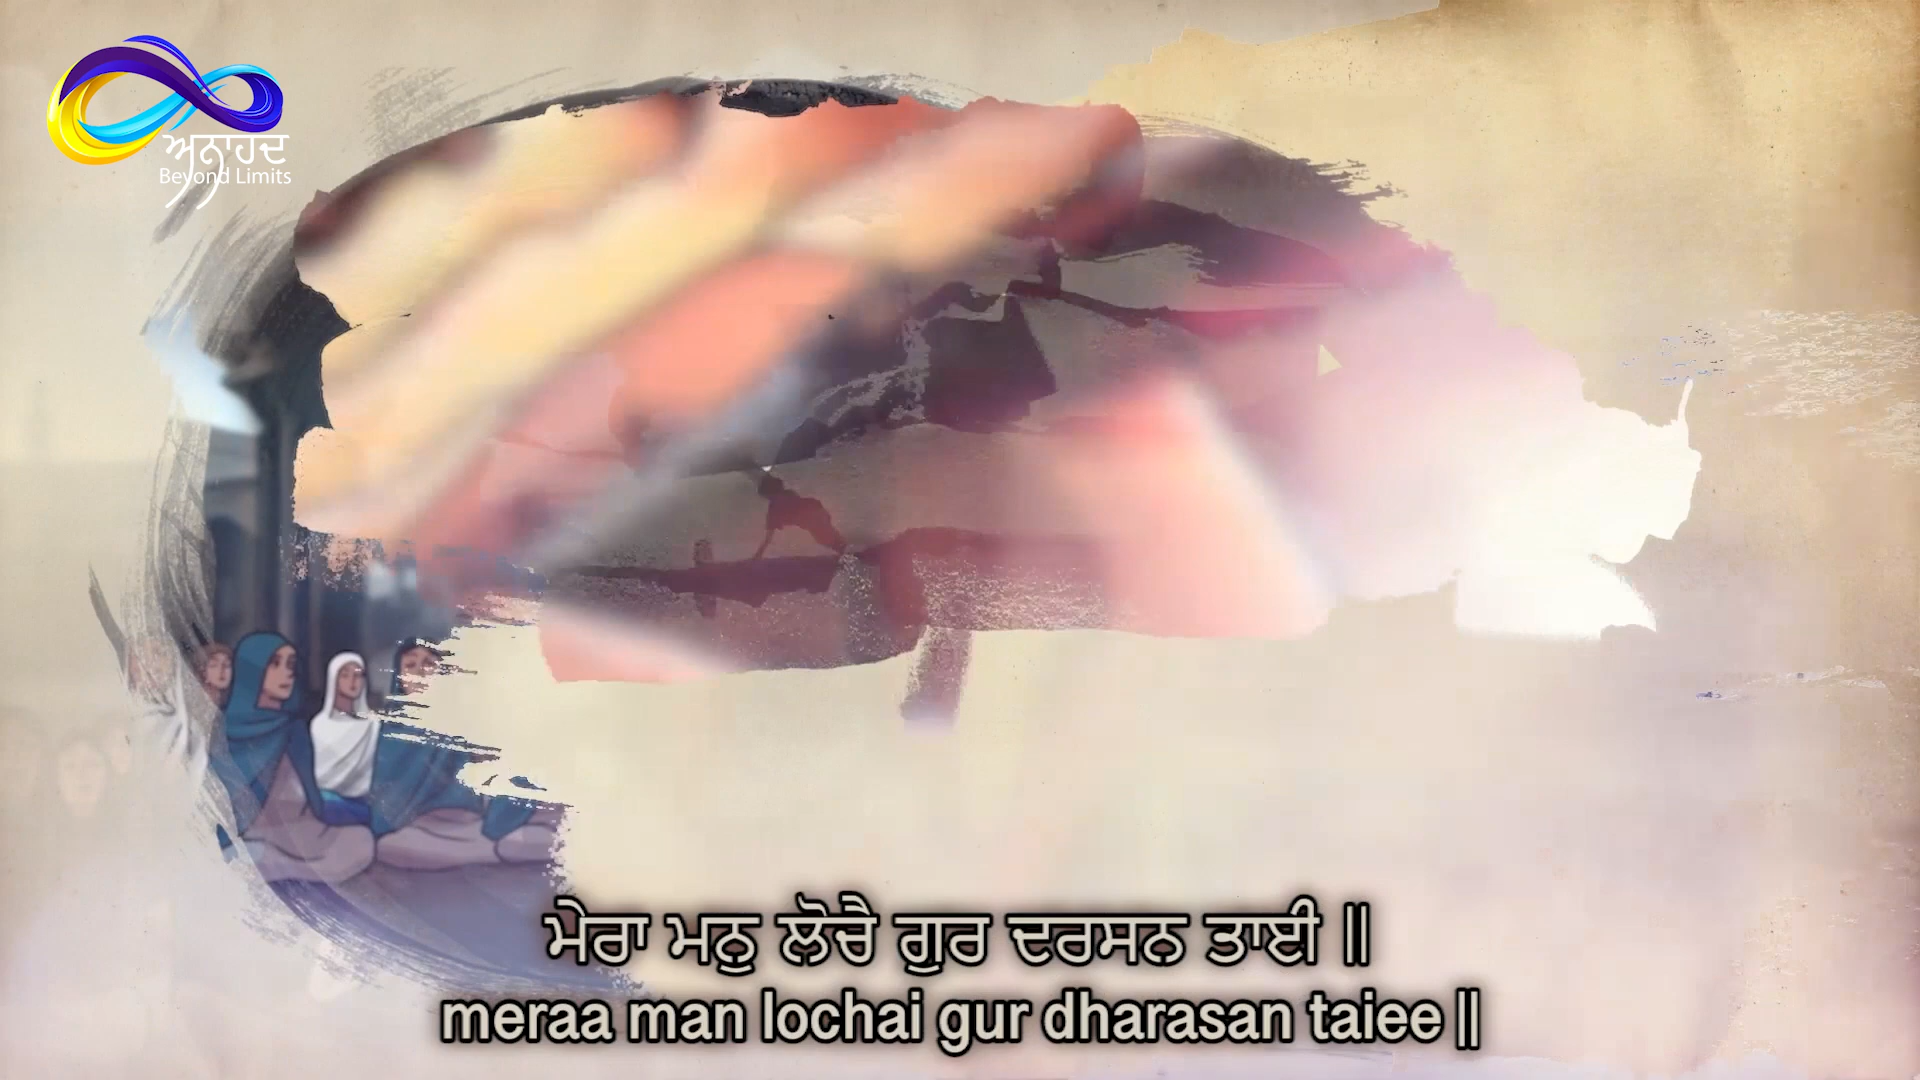 ਅਨਾਹਦ
Beyond Limits
ਮੇਰਾ ਮਨੁ ਲੋਚੈ ਗੁਰ ਦਰਸਨ ਤਾਈ ॥
meraa man lochai gur dharasan taiee ||